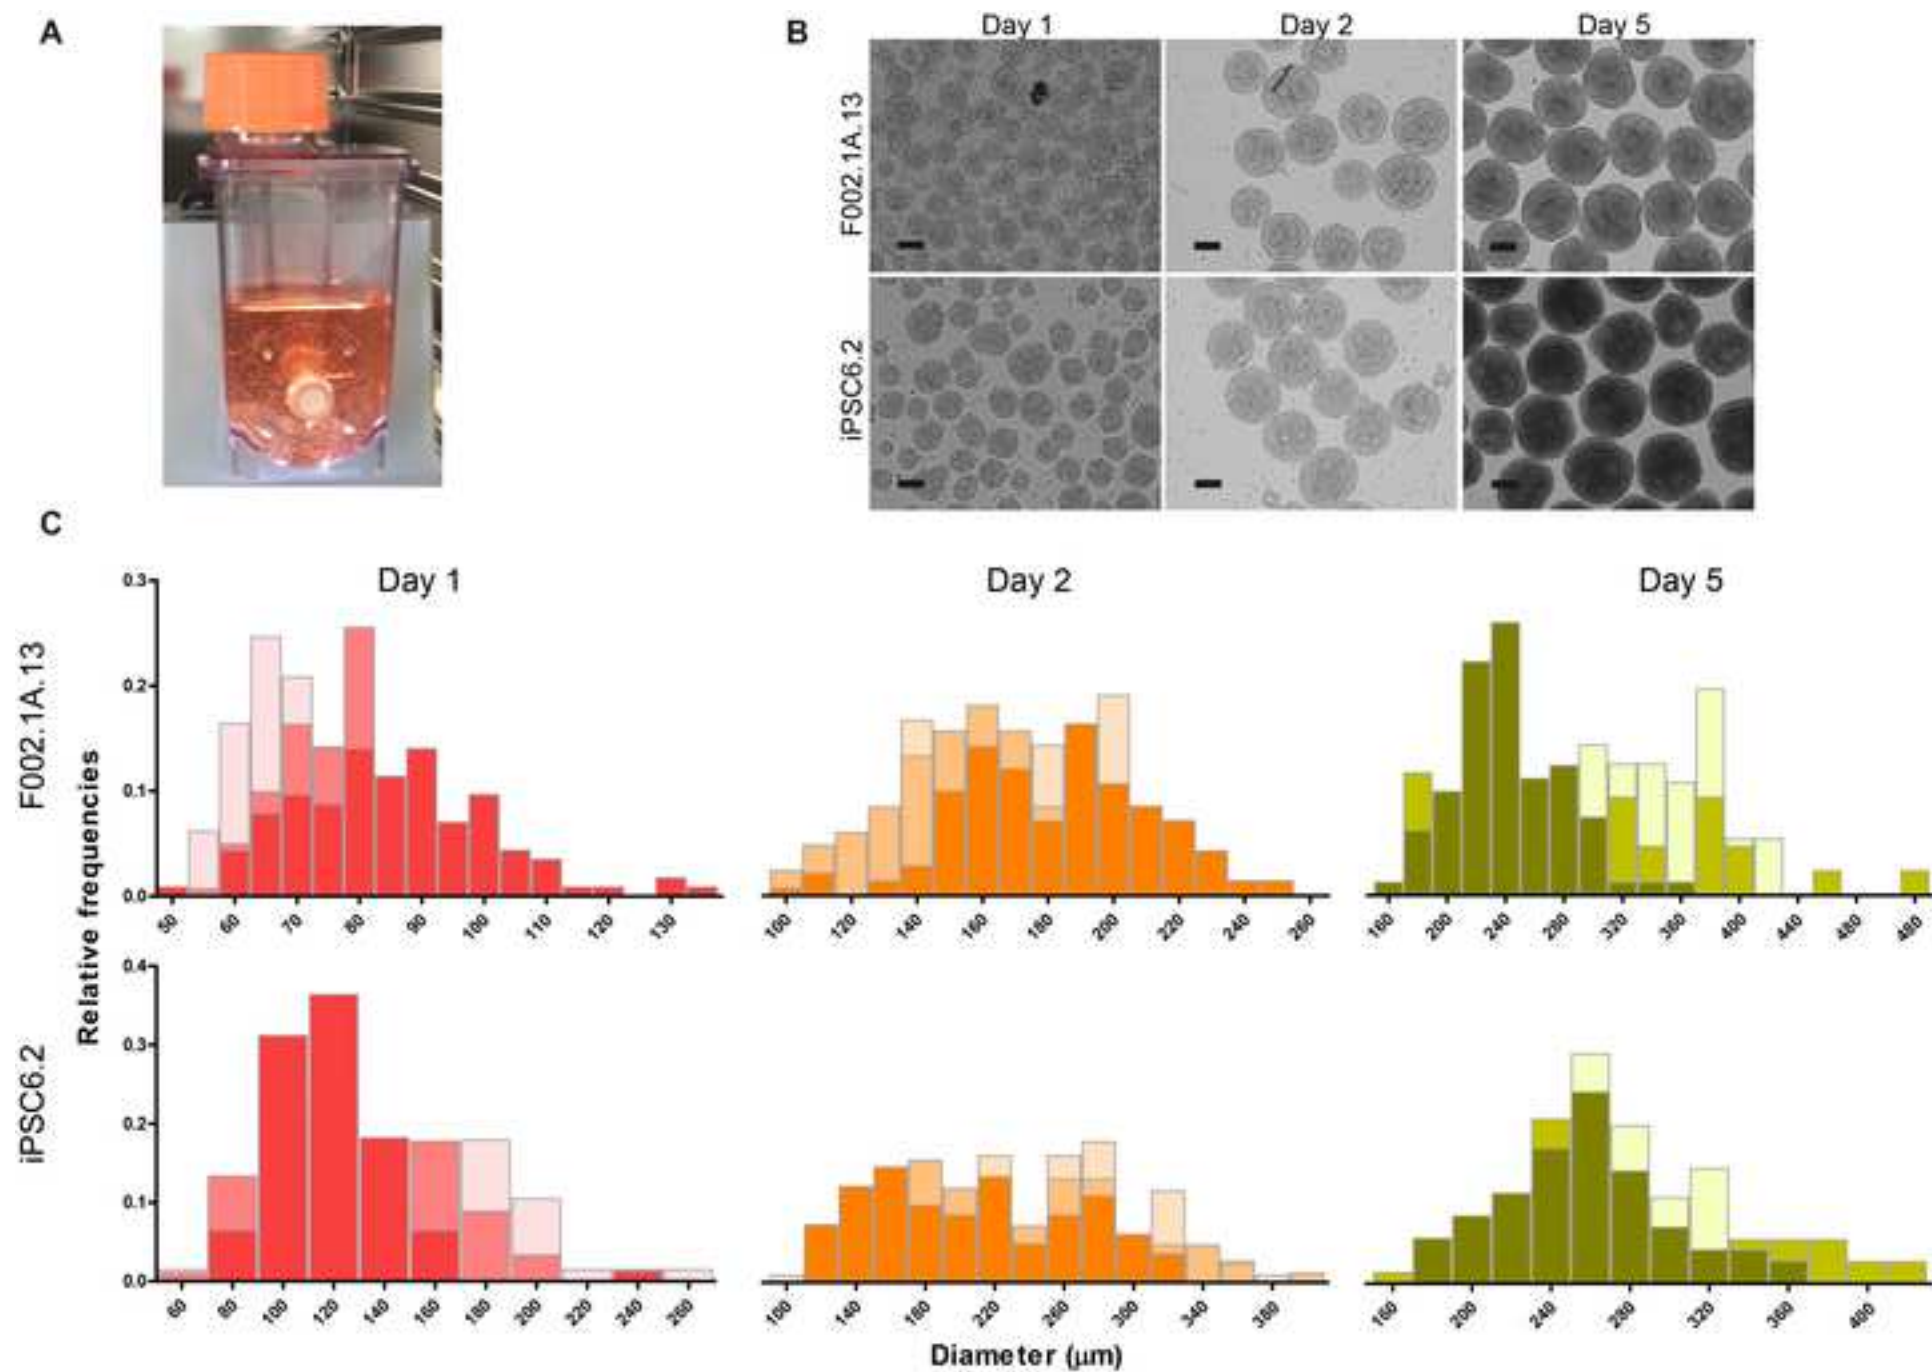 A
B
Day 1
Day 2
Day 5
F002.1A.13
iPSC6.2
C
Day 1
Day 2
Day 5
F002.1A.13
0.3
0.2
0.1
0.0
50 60 70 80 90 100 110 120 130
100 120 140 160 180 200 220 240 260
160 200 240 280 320 360 400 440 480 480
Relative frequencies
iPSC6.2
0.4
0.3
0.2
0.1
0.0
60 80 100 120 140 160 180 200 220 240 260
100 140 180 220 260 300 340 380
160 200 240 280 320 360 400
Diameter (μm)